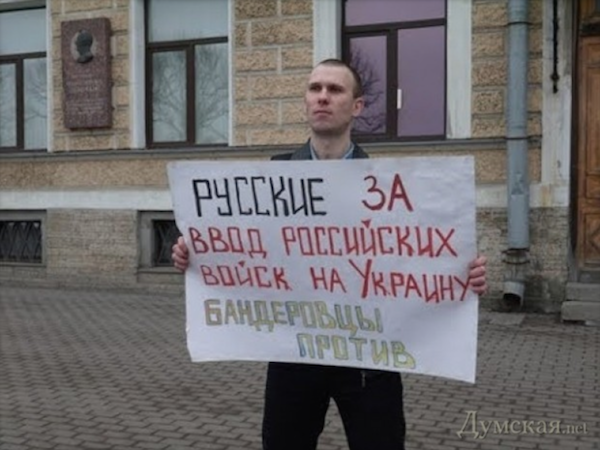 РУССКИЕ ЗА
ВВОД РОССИЙСКИХ
ВОЙСК НА УКРАИНУ
БАНДЕРОВЦЫ
ПРОТИВ
Думская.net